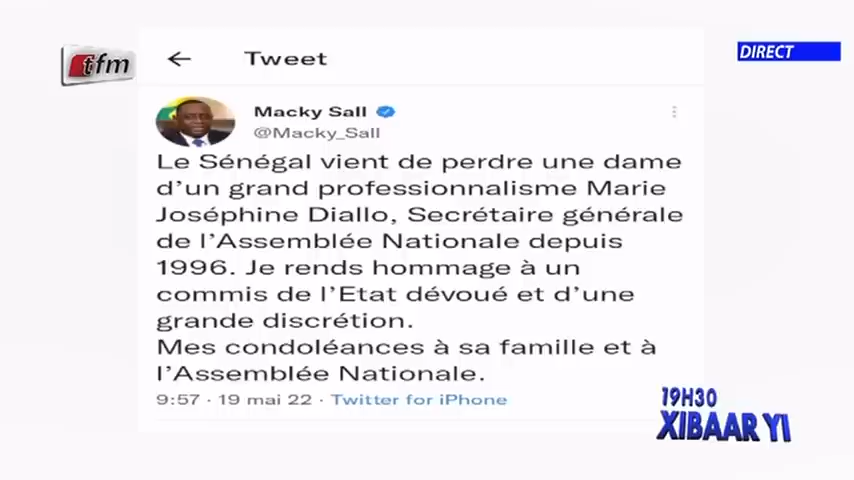 tfm
DIRECT
Tweet
Macky Sall
@Macky_Sall
Le Sénégal vient de perdre une dame
d'un grand professionnalisme Marie
Joséphine Diallo, Secrétaire générale
de l'Assemblée Nationale depuis
1996. Je rends hommage à un
commis de l'Etat dévoué et d'une
grande discrétion.
Mes condoléances à sa famille et à
l'Assemblée Nationale.
9:57 · 19 mai 22 · Twitter for iPhone
19H30
XIBAAR YI